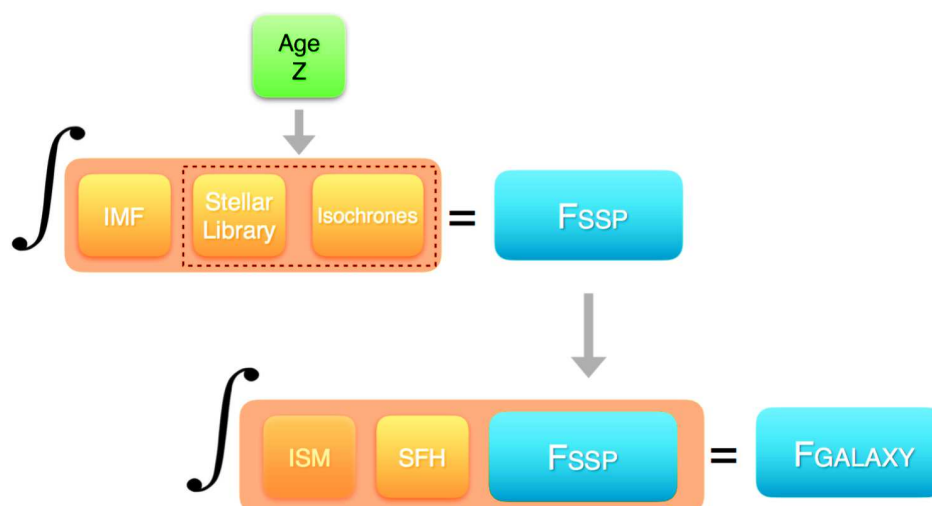 Age
Z
∫
IMF
Stellar
Library
Isochrones
=
FSSP
∫
ISM
SFH
FSSP
=
FGALAXY